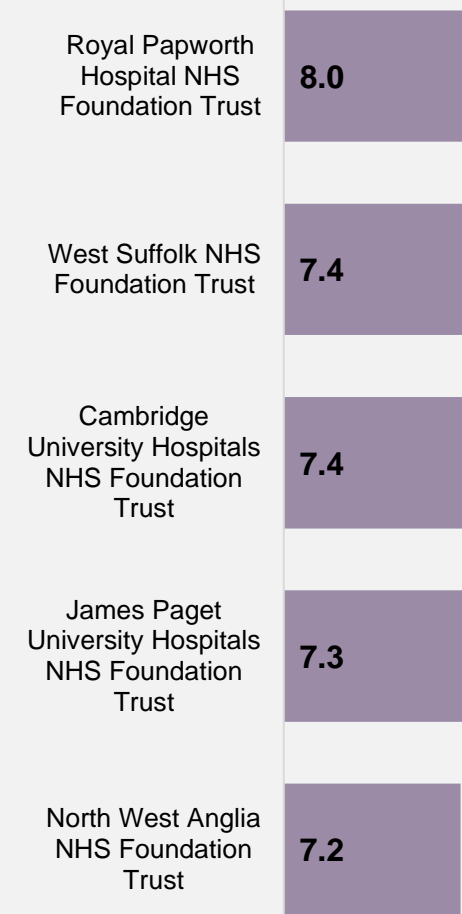 Royal Papworth
Hospital NHS
Foundation Trust
8.0
West Suffolk NHS
Foundation Trust
7.4
Cambridge
University Hospitals
NHS Foundation
Trust
7.4
James Paget
University Hospitals
NHS Foundation
Trust
7.3
North West Anglia
NHS Foundation
Trust
7.2